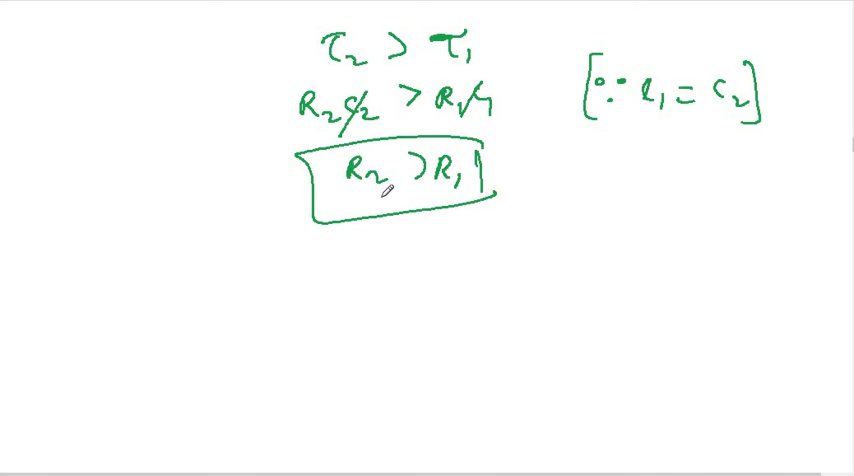 τ₂ > τ₁
R₂C₂ > R₁C₁ [∵ C₁ = C₂]
R₂ > R₁